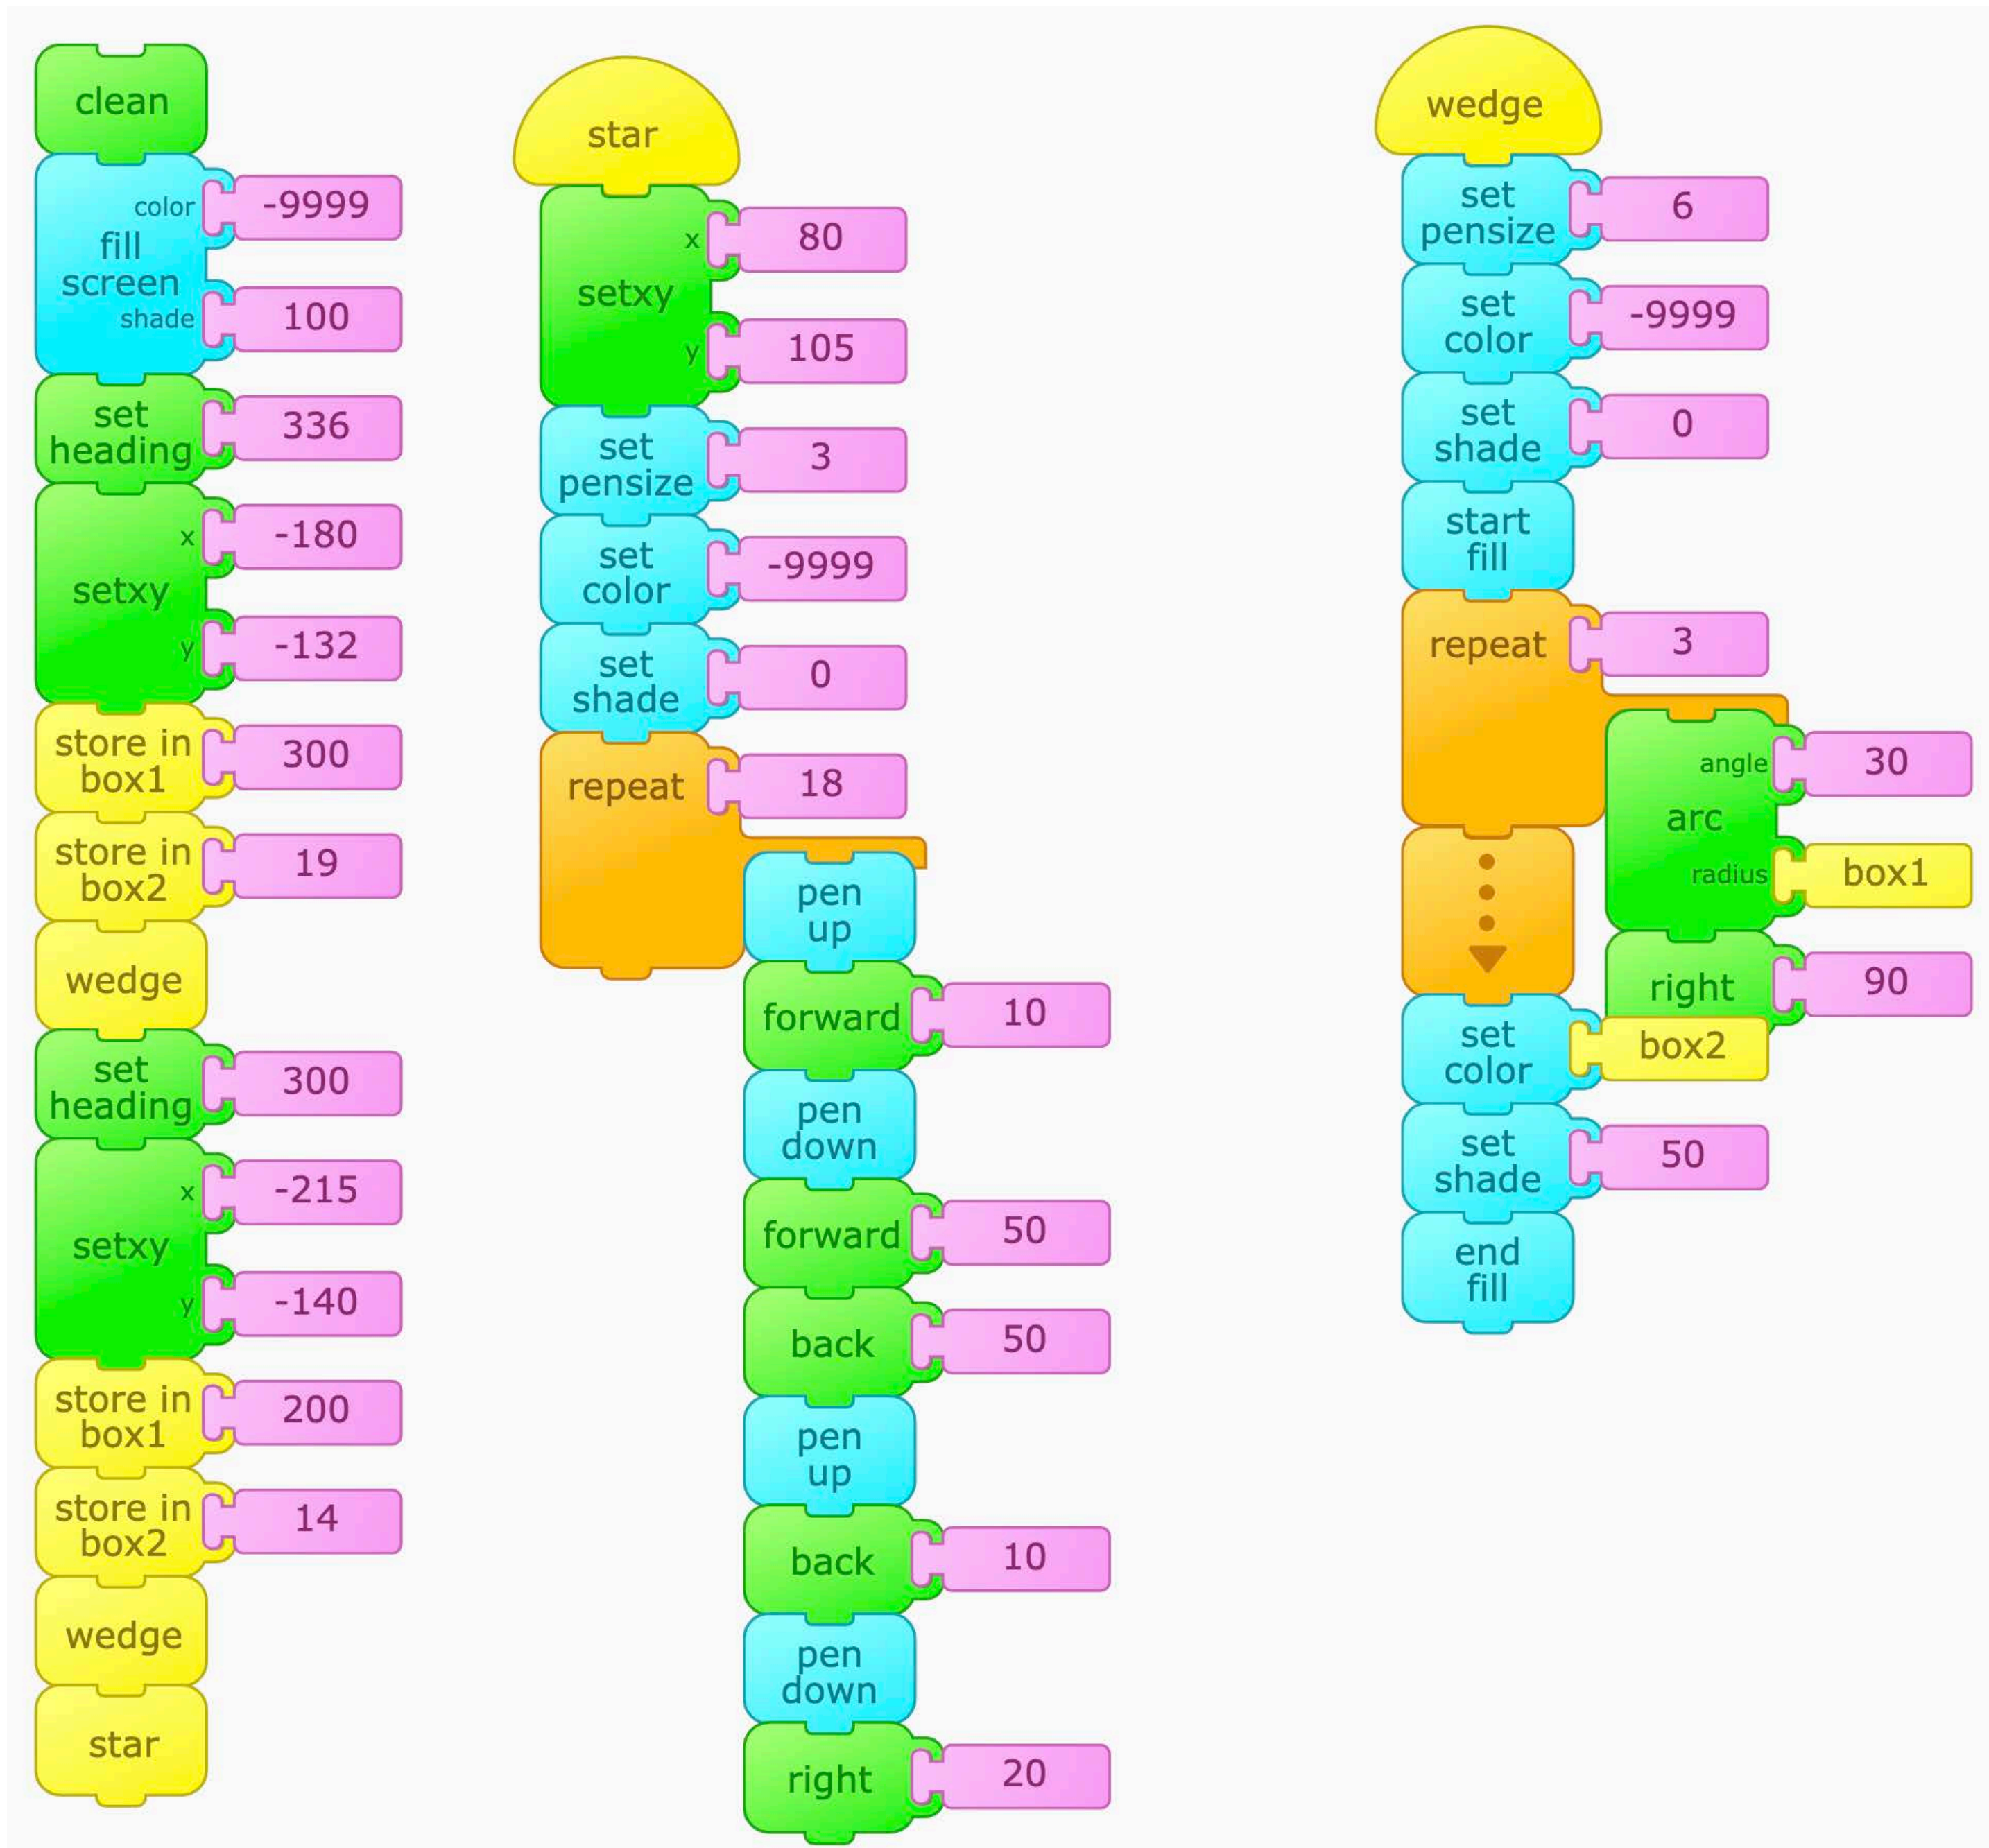 clean
color
-9999
fill
screen
shade
100
set
heading
336
x
-180
setxy
y
-132
store in
box1
300
store in
box2
19
wedge
set
heading
300
x
-215
setxy
y
-140
store in
box1
200
store in
box2
14
wedge
star
star
x
80
setxy
y
105
set
pensize
3
set
color
-9999
set
shade
0
repeat
18
pen
up
forward
10
pen
down
forward
50
back
50
pen
up
back
10
pen
down
right
20
wedge
set
pensize
6
set
color
-9999
set
shade
0
start
fill
repeat
3
angle
30
arc
radius
box1
right
90
set
color
box2
set
shade
50
end
fill